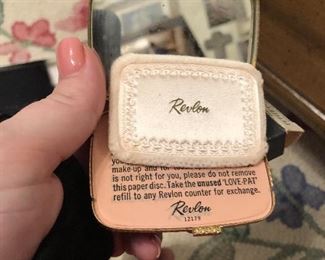 Revlon
make-up and for
is not right for you, please do not remove
this paper disc. Take the unused "LOVE-PAT"
refill to any Revlon counter for exchange.
Revlon
12179